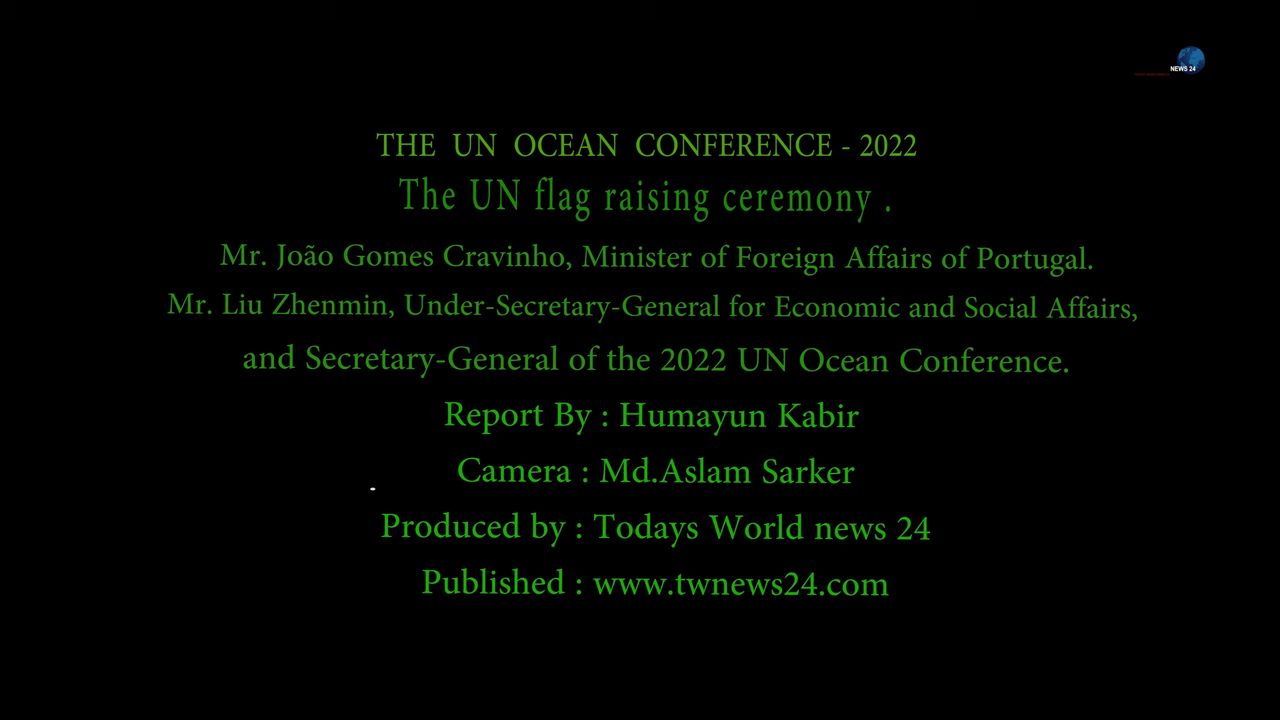 NEWS 24
THE UN OCEAN CONFERENCE - 2022
The UN flag raising ceremony .
Mr. João Gomes Cravinho, Minister of Foreign Affairs of Portugal.
Mr. Liu Zhenmin, Under-Secretary-General for Economic and Social Affairs,
and Secretary-General of the 2022 UN Ocean Conference.
Report By : Humayun Kabir
Camera : Md.Aslam Sarker
Produced by : Todays World news 24
Published : www.twnews24.com